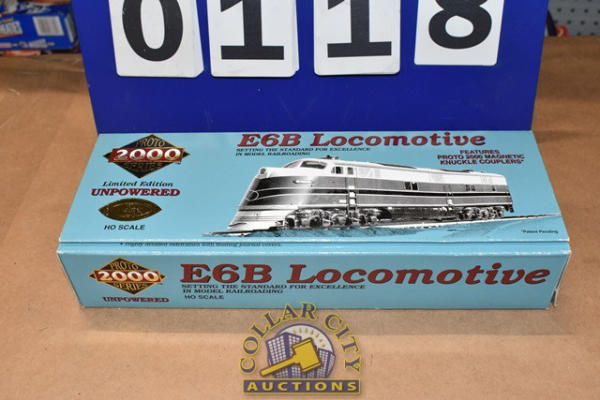 0118
PROTO
2000
SERIES
Limited Edition
UNPOWERED
HO SCALE
E6B Locomotive
SETTING THE STANDARD FOR EXCELLENCE
IN MODEL RAILROADING
FEATURES
PROTO 2000 MAGNETIC
KNUCKLE COUPLERS*
*Patent Pending
PROTO
2000
SERIES
UNPOWERED
E6B Locomotive
SETTING THE STANDARD FOR EXCELLENCE
IN MODEL RAILROADING
HO SCALE
COLLAR CITY
AUCTIONS